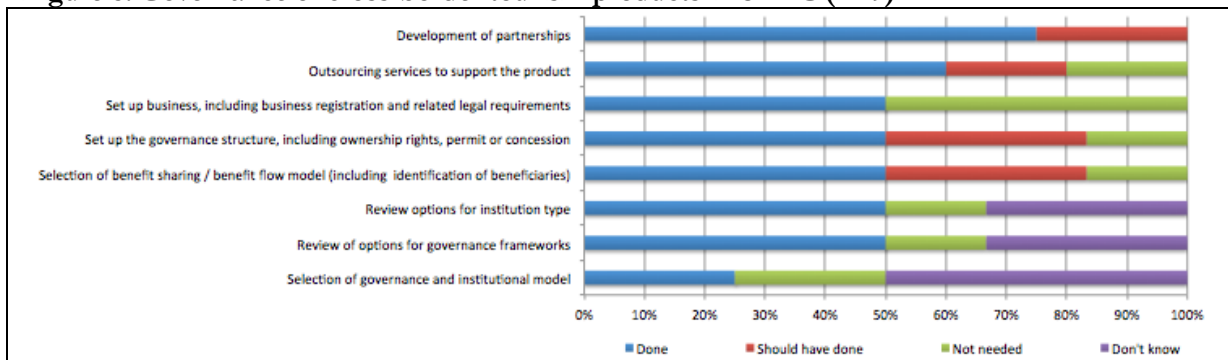 Development of partnerships
Outsourcing services to support the product
Set up business, including business registration and related legal requirements
Set up the governance structure, including ownership rights, permit or concession
Selection of benefit sharing / benefit flow model (including identification of beneficiaries)
Review options for institution type
Review of options for governance frameworks
Selection of governance and institutional model
0% 10% 20% 30% 40% 50% 60% 70% 80% 90% 100%
Done Should have done Not needed Don't know